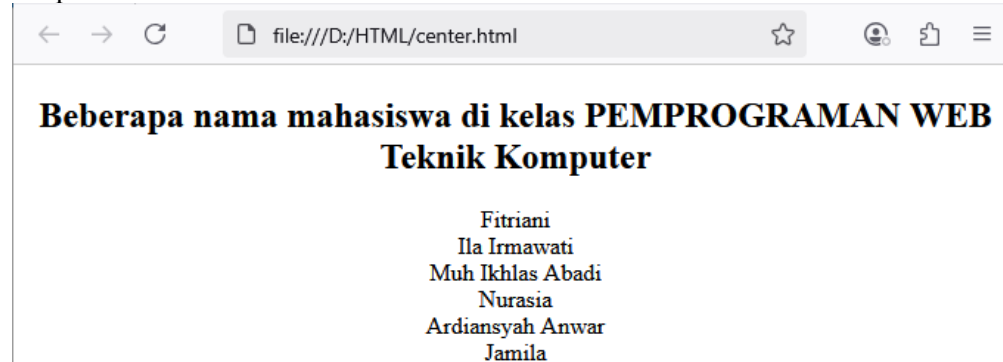 file:///D:/HTML/center.html
Beberapa nama mahasiswa di kelas PEMPROGRAMAN WEB
Teknik Komputer
Fitriani
Ila Irmawati
Muh Ikhlas Abadi
Nurasia
Ardiansyah Anwar
Jamila